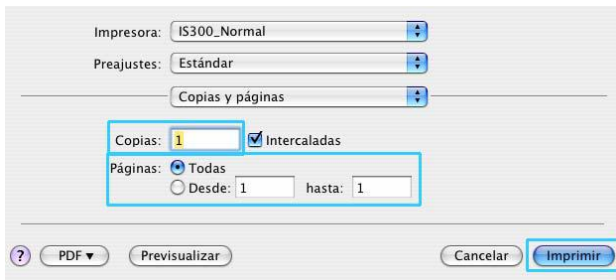 Impresora: IS300_Normal
Preajustes: Estándar
Copias y páginas
Copias: 1 Intercaladas
Páginas: Todas
Desde: 1 hasta: 1
? PDF Previsualizar Cancelar Imprimir